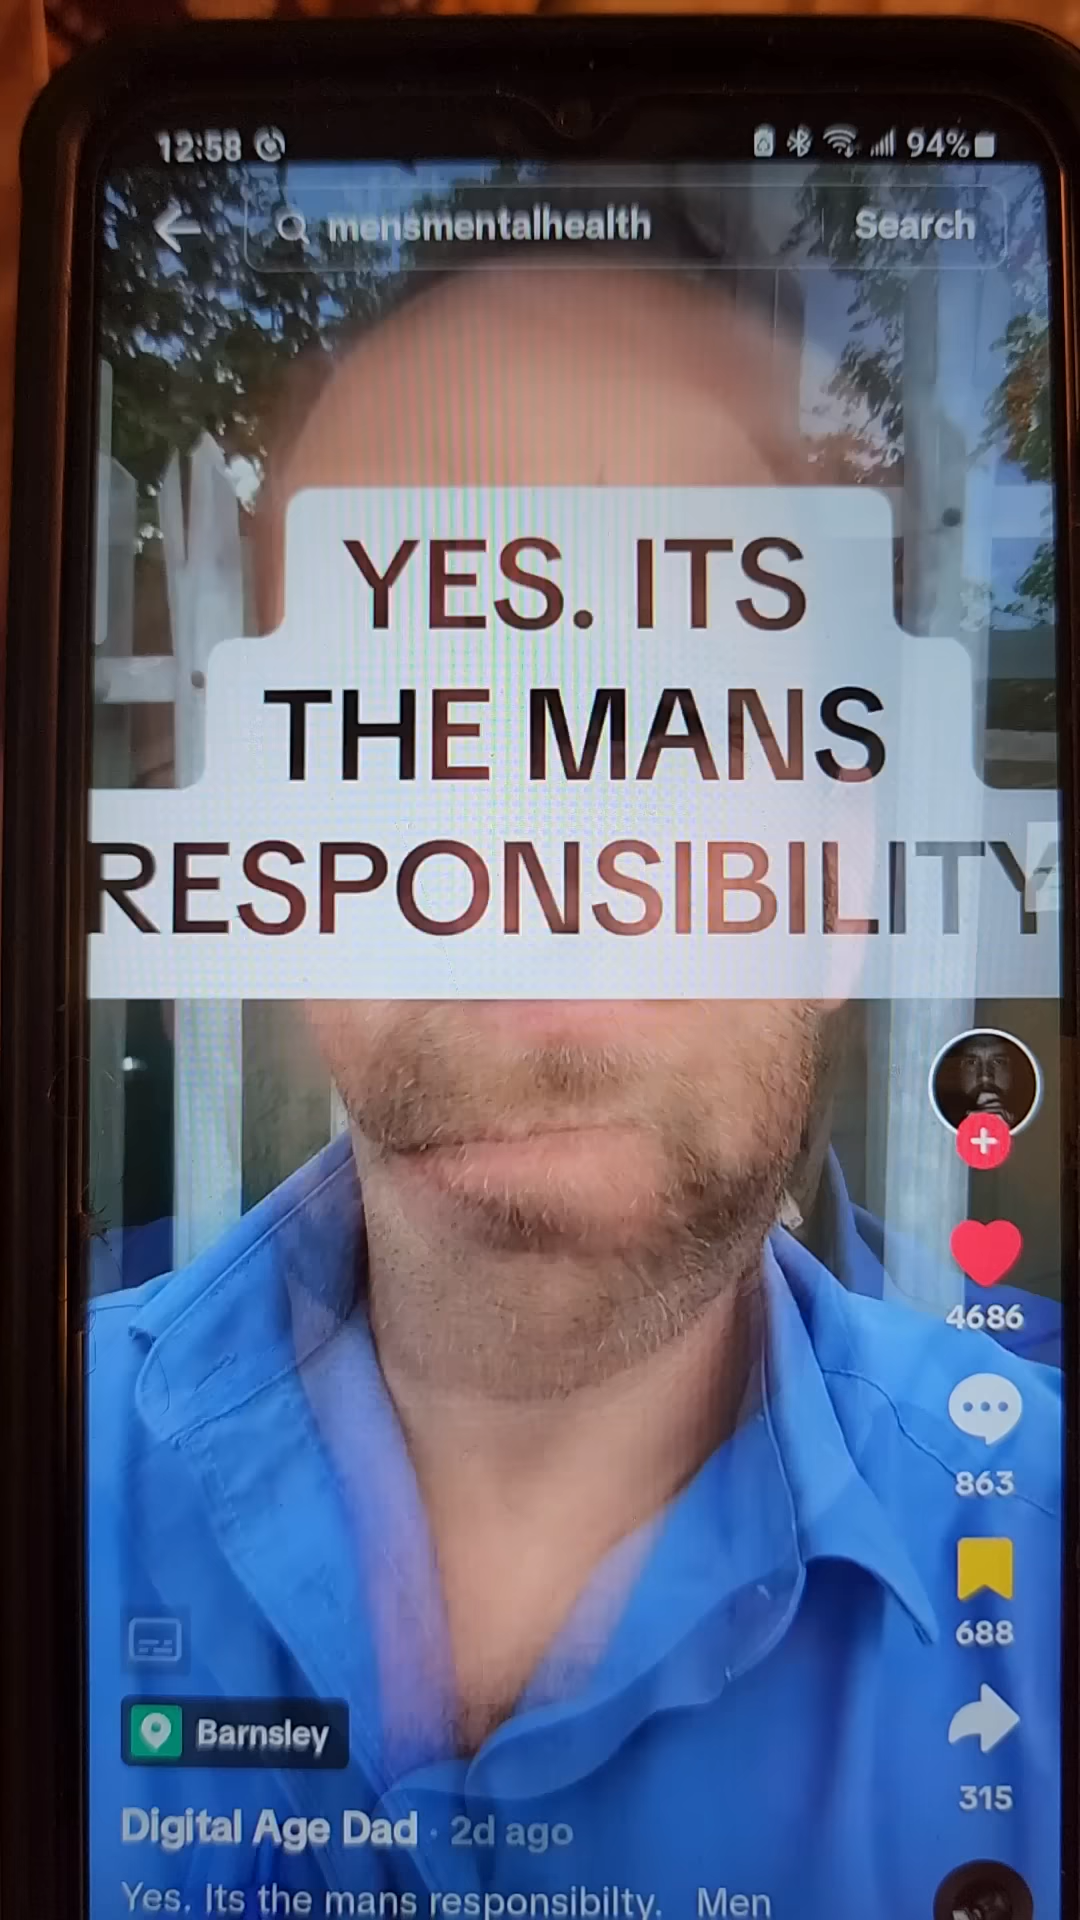 12:58
94%
mensmentalhealth
Search
YES. ITS
THE MANS
RESPONSIBILITY
4686
863
688
315
Barnsley
Digital Age Dad · 2d ago
Yes. Its the mans responsibilty. Men